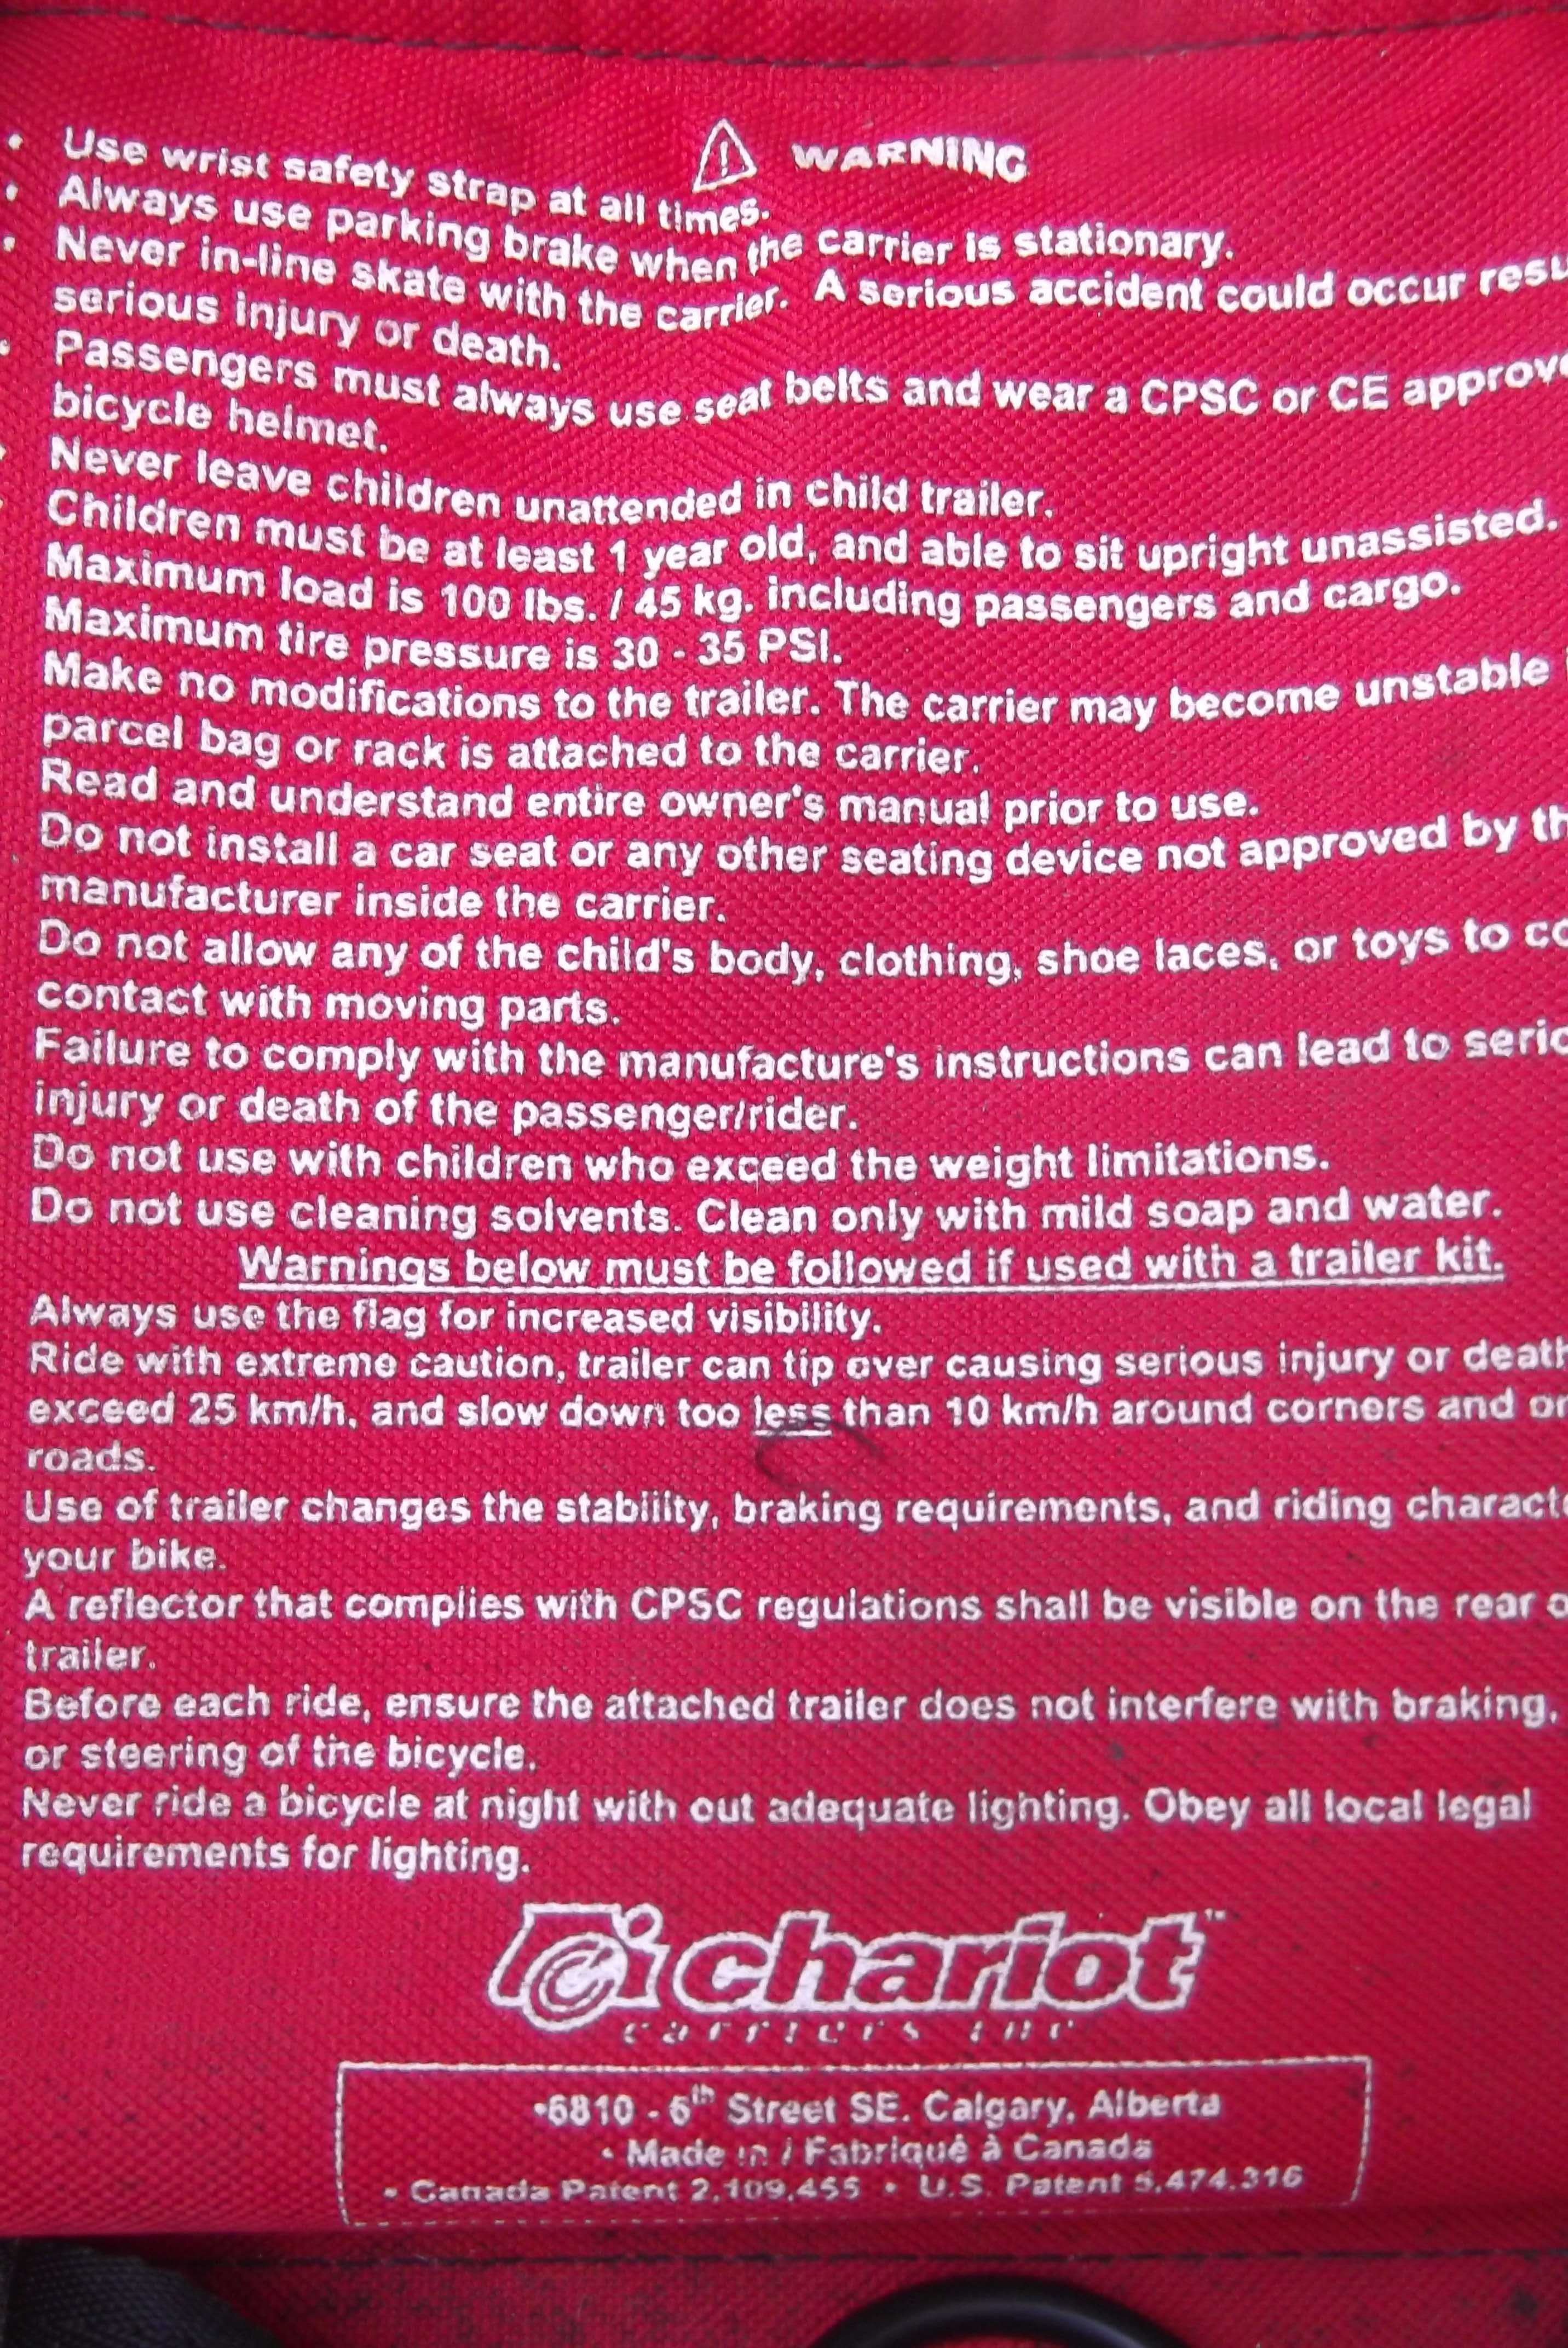 WARNING
• Use wrist safety strap at all times.
• Always use parking brake when the carrier is stationary.
• Never in-line skate with the carrier. A serious accident could occur
serious injury or death.
• Passengers must always use seat belts and wear a CPSC or CE
bicycle helmet.
Never leave children unattended in child trailer.
Children must be at least 1 year old, and able to sit upright unassisted.
Maximum load is 100 lbs. / 45 kg. including passengers and cargo.
Maximum tire pressure is 30 - 35 PSI.
Make no modifications to the trailer. The carrier may become unstable
parcel bag or rack is attached to the carrier.
Read and understand entire owner's manual prior to use.
Do not install a car seat or any other seating device not approved by
manufacturer inside the carrier.
Do not allow any of the child's body, clothing, shoe laces, or toys to
contact with moving parts.
Failure to comply with the manufacture's instructions can lead to
injury or death of the passenger/rider.
Do not use with children who exceed the weight limitations.
Do not use cleaning solvents. Clean only with mild soap and water.
Warnings below must be followed if used with a trailer kit.
Always use the flag for increased visibility.
Ride with extreme caution, trailer can tip over causing serious injury or death
exceed 25 km/h, and slow down too less than 10 km/h around corners and
roads.
Use of trailer changes the stability, braking requirements, and riding
your bike.
A reflector that complies with CPSC regulations shall be visible on the rear
trailer.
Before each ride, ensure the attached trailer does not interfere with braking,
or steering of the bicycle.
Never ride a bicycle at night with out adequate lighting. Obey all local legal
requirements for lighting.
chariot™
carriers inc
•6810 - 6th Street SE. Calgary, Alberta
• Made in / Fabriqué à Canada
• Canada Patent 2,109,455 • U.S. Patent 5,474,316